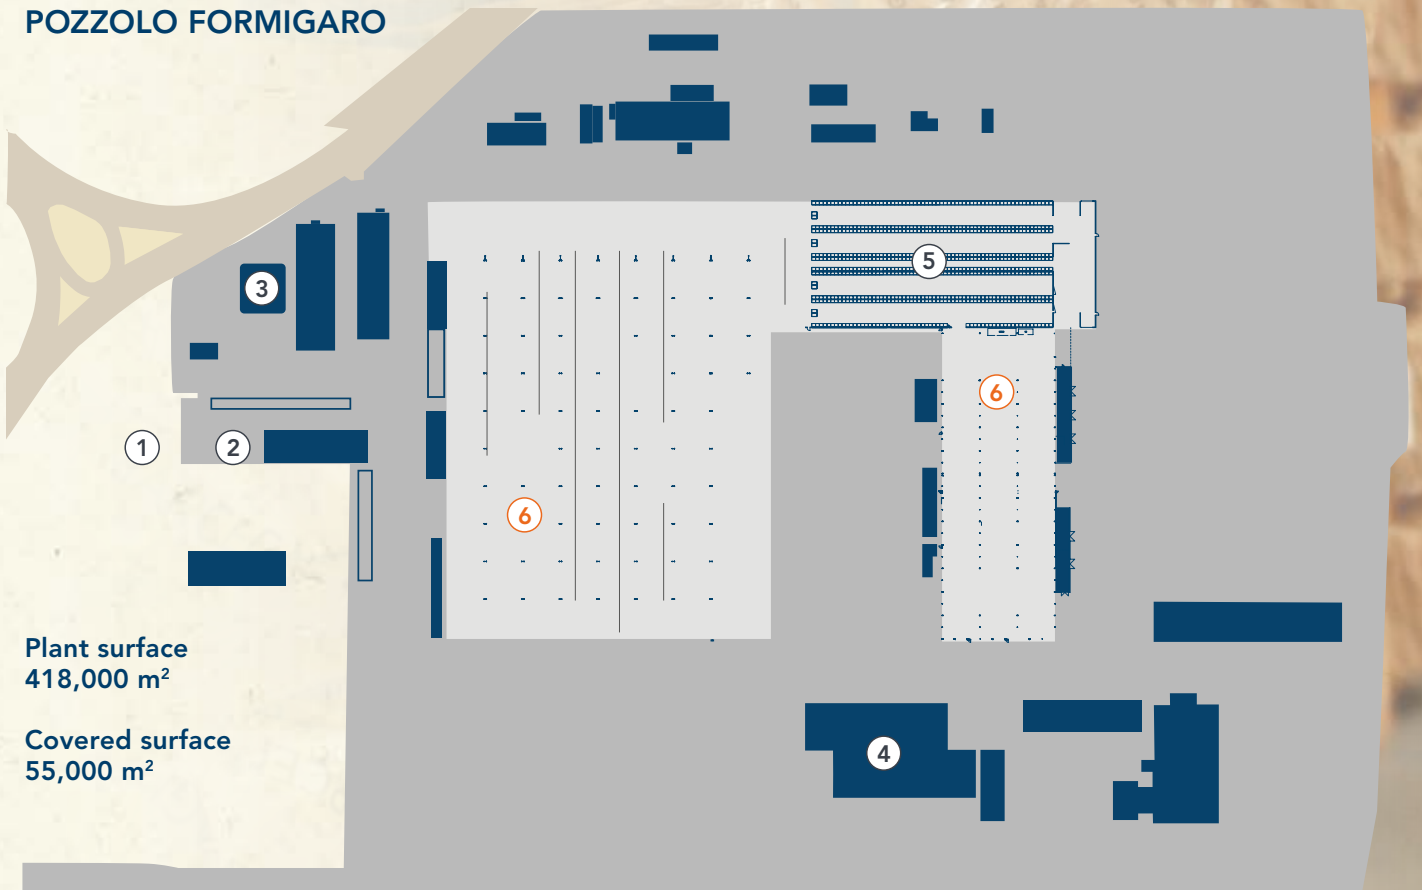 POZZOLO FORMIGARO
5
3
6
1
2
6
Plant surface
418,000 m²
Covered surface
55,000 m²
4